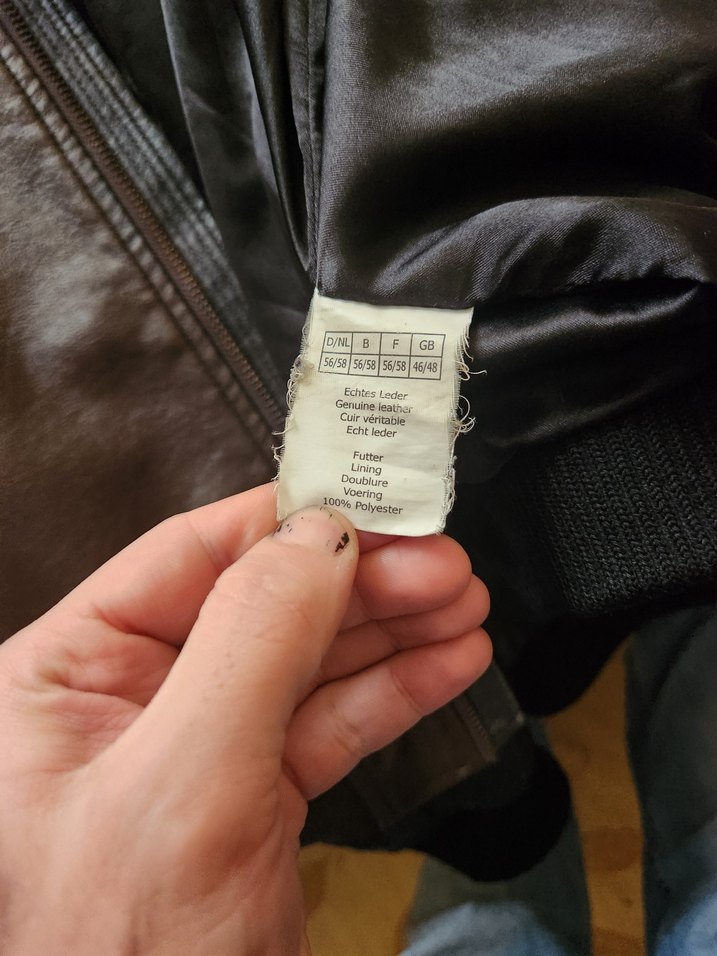 D/NL B F GB
56/58 56/58 56/58 46/48
Echtes Leder
Genuine leather
Cuir véritable
Echt leder
Futter
Lining
Doublure
Voering
100% Polyester